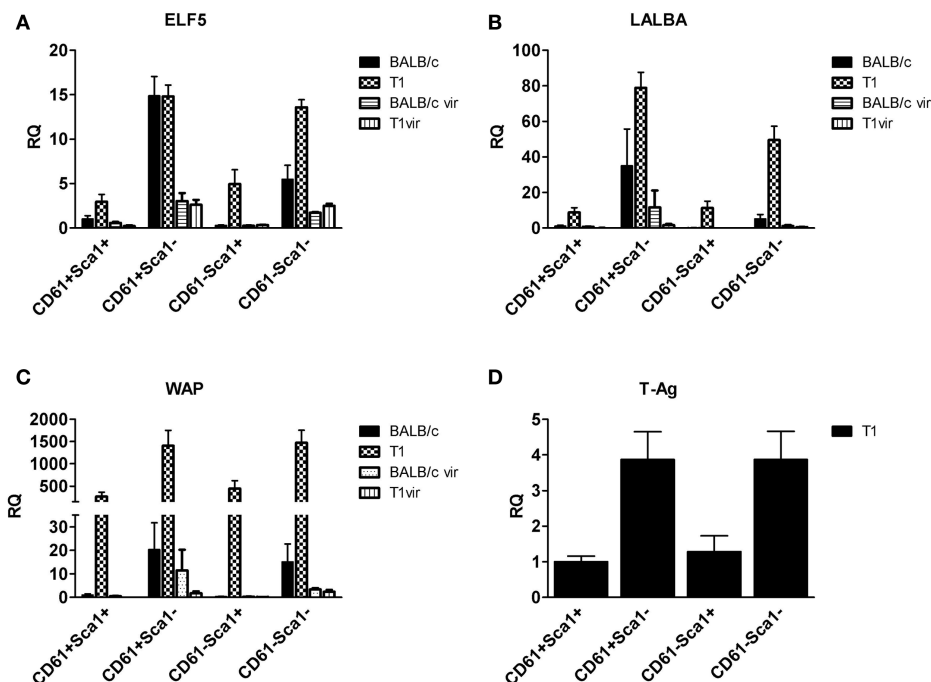 A
ELF5
20
15
10
5
0
RQ
CD61+Sca1+
CD61+Sca1-
CD61-Sca1+
CD61-Sca1-
BALB/c
T1
BALB/c vir
T1vir
B
LALBA
100
80
60
40
20
0
RQ
CD61+Sca1+
CD61+Sca1-
CD61-Sca1+
CD61-Sca1-
BALB/c
T1
BALB/c vir
T1vir
C
WAP
2000
1500
1000
500
30
20
10
0
RQ
CD61+Sca1+
CD61+Sca1-
CD61-Sca1+
CD61-Sca1-
BALB/c
T1
BALB/c vir
T1vir
D
T-Ag
5
4
3
2
1
0
RQ
CD61+Sca1+
CD61+Sca1-
CD61-Sca1+
CD61-Sca1-
T1